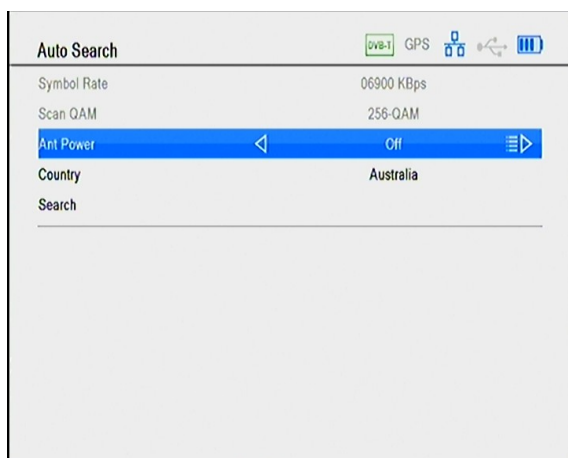 Auto Search DVB-T GPS
Symbol Rate 06900 KBps
Scan QAM 256-QAM
Ant Power Off
Country Australia
Search